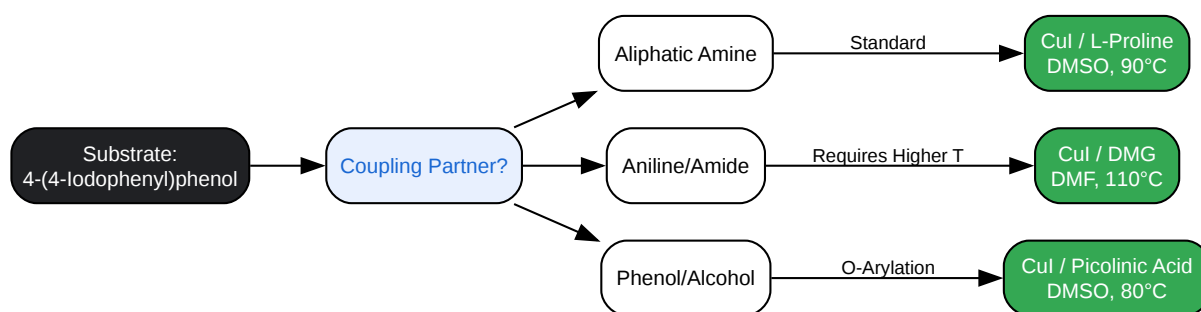 Substrate:
4-(4-Iodophenyl)phenol
Coupling Partner?
Aliphatic Amine
Standard
CuI / L-Proline
DMSO, 90°C
Aniline/Amide
Requires Higher T
CuI / DMG
DMF, 110°C
Phenol/Alcohol
O-Arylation
CuI / Picolinic Acid
DMSO, 80°C